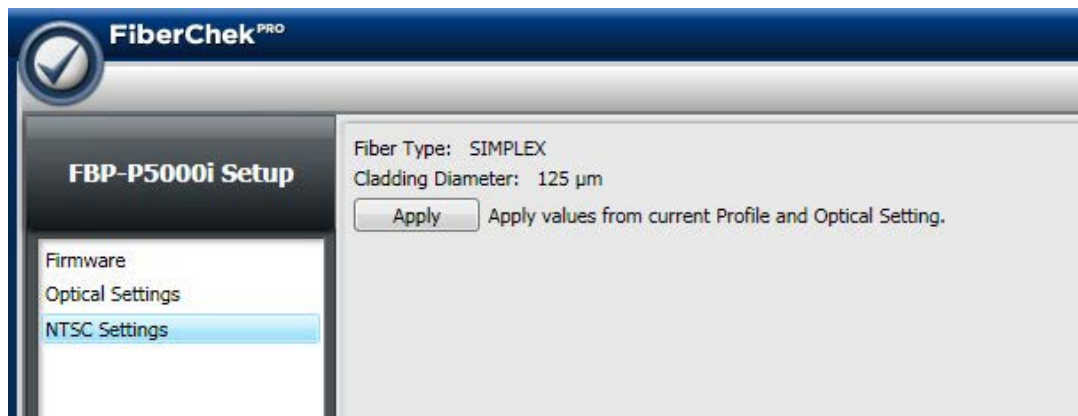 FiberChek PRO
FBP-P5000i Setup
Firmware
Optical Settings
NTSC Settings
Fiber Type: SIMPLEX
Cladding Diameter: 125 µm
Apply Apply values from current Profile and Optical Setting.